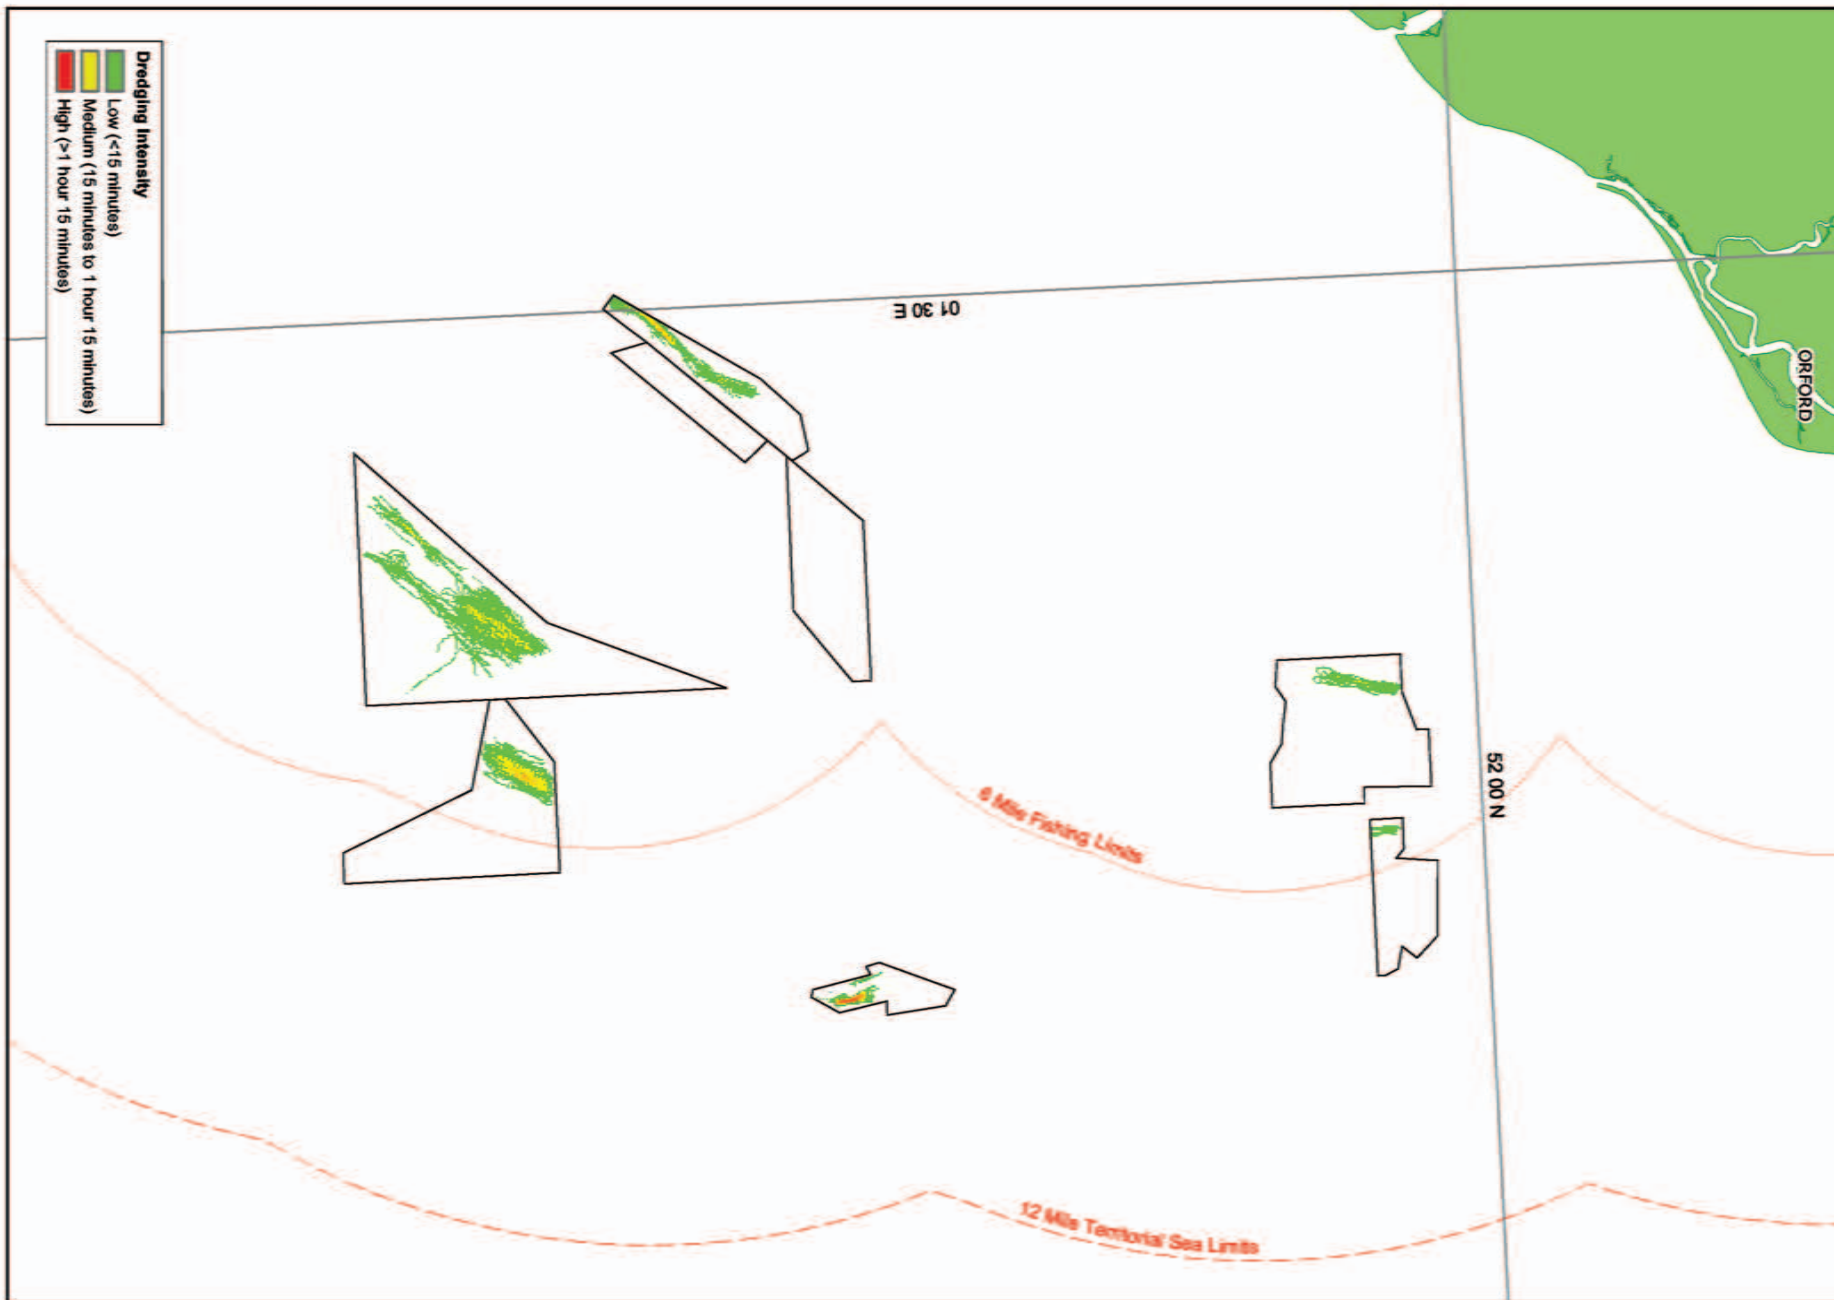 Dredging Intensity
Low (<15 minutes)
Medium (15 minutes to 1 hour 15 minutes)
High (>1 hour 15 minutes)
ORFORD
01 30 E
52 00 N
6 Mile Fishing Limits
12 Mile Territorial Sea Limits